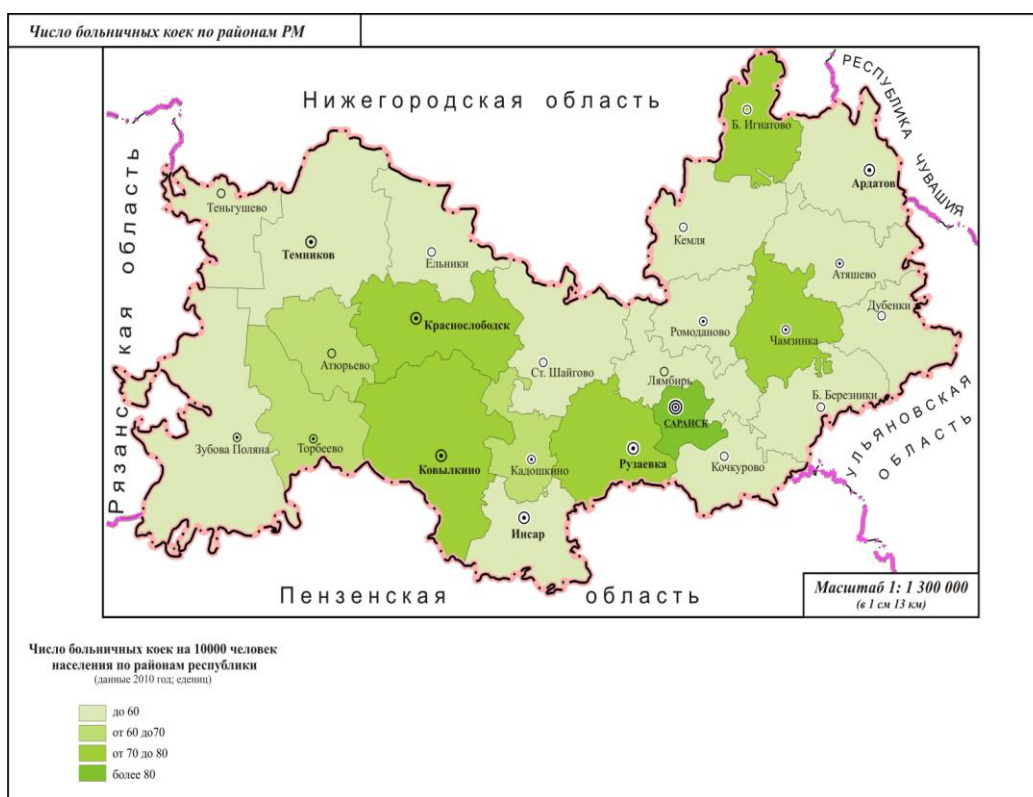 Число больничных коек по районам РМ
Нижегородская область
РЕСПУБЛИКА ЧУВАШИЯ
Рязанская область
Б. Игнатово
Ардатов
Теньгушево
Темников
Ельники
Кемля
Атяшево
Дубенки
Краснослободск
Ромоданово
Чамзинка
Атюрьево
Ст. Шайгово
Лямбирь
САРАНСК
Б. Березники
Зубова Поляна
Торбеево
Ковылкино
Кадошкино
Рузаевка
Кочкурово
Инсар
УЛЬЯНОВСКАЯ
ОБЛАСТЬ
Пензенская область
Масштаб 1: 1 300 000
(в 1 см 13 км)
Число больничных коек на 10000 человек
населения по районам республики
(данные 2010 год; едениц)
до 60
от 60 до70
от 70 до 80
более 80